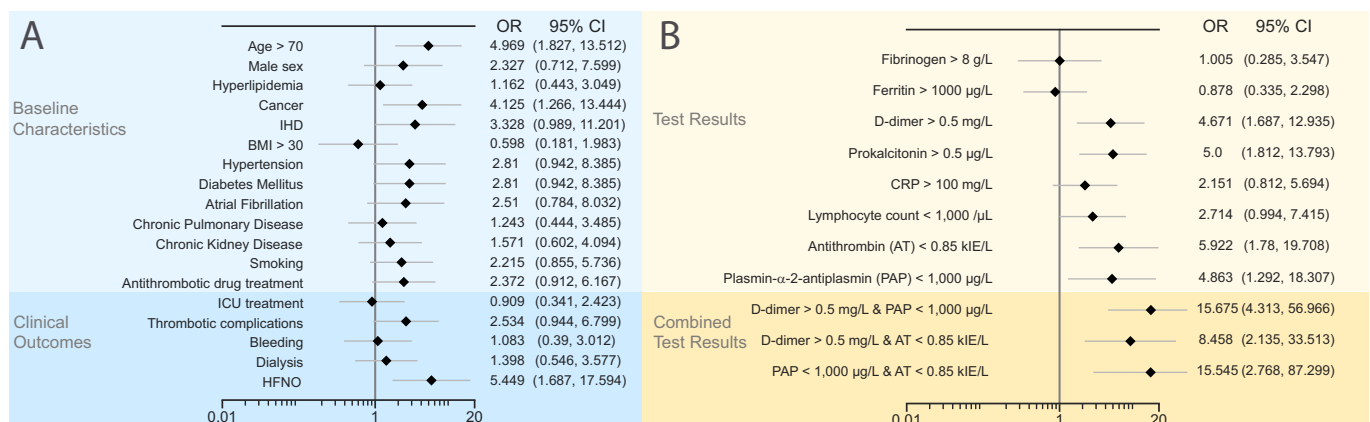 A
OR 95% CI
Age > 70 4.969 (1.827, 13.512)
Male sex 2.327 (0.712, 7.599)
Hyperlipidemia 1.162 (0.443, 3.049)
Baseline
Characteristics
Cancer 4.125 (1.266, 13.444)
IHD 3.328 (0.989, 11.201)
BMI > 30 0.598 (0.181, 1.983)
Hypertension 2.81 (0.942, 8.385)
Diabetes Mellitus 2.81 (0.942, 8.385)
Atrial Fibrillation 2.51 (0.784, 8.032)
Chronic Pulmonary Disease 1.243 (0.444, 3.485)
Chronic Kidney Disease 1.571 (0.602, 4.094)
Smoking 2.215 (0.855, 5.736)
Antithrombotic drug treatment 2.372 (0.912, 6.167)
Clinical
Outcomes
ICU treatment 0.909 (0.341, 2.423)
Thrombotic complications 2.534 (0.944, 6.799)
Bleeding 1.083 (0.39, 3.012)
Dialysis 1.398 (0.546, 3.577)
HFNO 5.449 (1.687, 17.594)
0.01 1 20
B
OR 95% CI
Fibrinogen > 8 g/L 1.005 (0.285, 3.547)
Ferritin > 1000 µg/L 0.878 (0.335, 2.298)
Test Results
D-dimer > 0.5 mg/L 4.671 (1.687, 12.935)
Prokalcitonin > 0.5 µg/L 5.0 (1.812, 13.793)
CRP > 100 mg/L 2.151 (0.812, 5.694)
Lymphocyte count < 1,000 /µL 2.714 (0.994, 7.415)
Antithrombin (AT) < 0.85 kIE/L 5.922 (1.78, 19.708)
Plasmin-α-2-antiplasmin (PAP) < 1,000 µg/L 4.863 (1.292, 18.307)
Combined
Test Results
D-dimer > 0.5 mg/L & PAP < 1,000 µg/L 15.675 (4.313, 56.966)
D-dimer > 0.5 mg/L & AT < 0.85 kIE/L 8.458 (2.135, 33.513)
PAP < 1,000 µg/L & AT < 0.85 kIE/L 15.545 (2.768, 87.299)
0.01 1 20